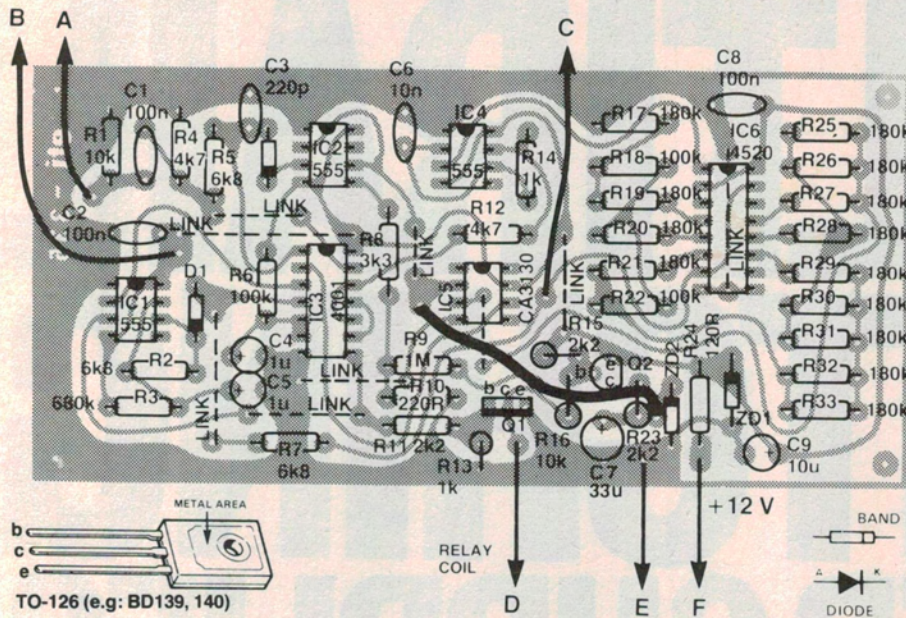 B A
C
C3
220p
C6
10n
C8
100n
C1
100n
R1
10k
R4
4k7
R5
6k8
IC2
555
IC4
555
R14
1k
R17 180k
IC6
14520
R25 180k
R18 100k
R26 180k
R19 180k
R27 180k
R12
4k7
C2
100n
LINK
LINK
R8
3k3
LINK
R20 180k
LINK
R28 180k
R6
100k
IC3
4001
IC5
CA3130
LINK
R21 180k
R29 180k
D1
IC1
555
R22 100k
R30 180k
R15
2k2
R31 180k
C4
1u
R9
1M
e
b
c
Q2
ZD2
R24
120R
6k8 R2
C5
1u
LINK
R10
220R
b c e
Q1
R32 180k
680k R3
LINK
LINK
R11 2k2
R16
10k
R23
2k2
ZD1
R33 180k
R7
6k8
R13
1k
C7
33u
C9
10u
+12 V
METAL AREA
b
c
e
TO-126 (e.g: BD139, 140)
RELAY
COIL
D
E
F
BAND
A K
DIODE